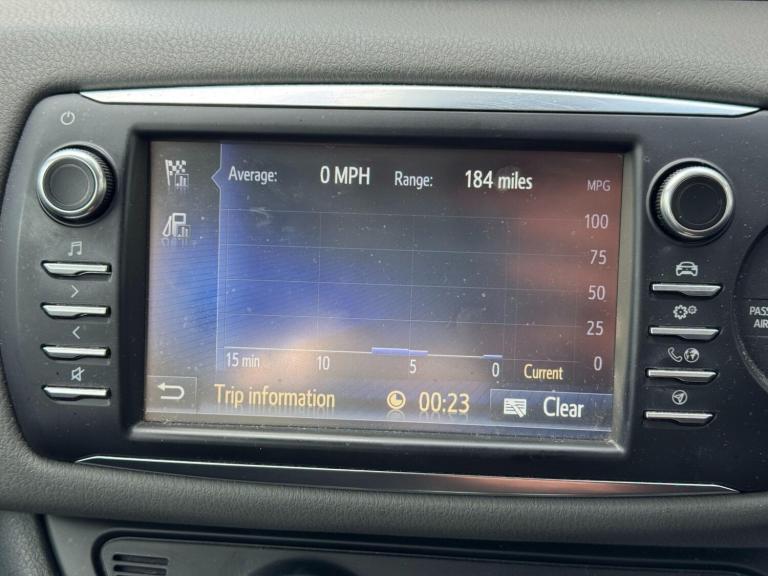 Average: 0 MPH Range: 184 miles MPG
100
75
50
25
0
15 min 10 5 0 Current
Trip information 00:23 Clear
PASS
AIR